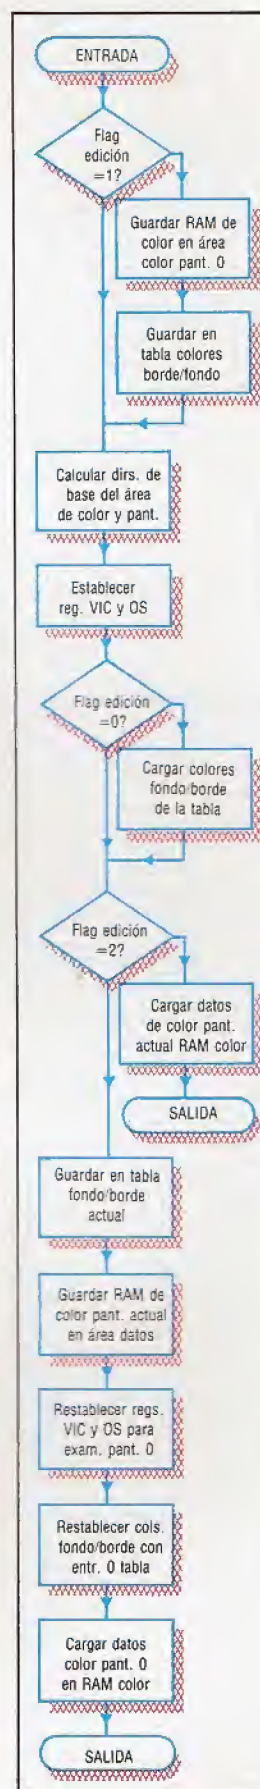 ENTRADA
Flag
edición
=1?
Guardar RAM de
color en área
color pant. 0
Guardar en
tabla colores
borde/fondo
Calcular dirs. de
base del área
de color y pant.
Establecer
reg. VIC y OS
Flag edición
=0?
Cargar colores
fondo/borde
de la tabla
Flag edición
=2?
Cargar datos
de color pant.
actual RAM color
SALIDA
Guardar en tabla
fondo/borde
actual
Guardar RAM de
color pant. actual
en área datos
Restablecer regs.
VIC y OS para
exam. pant. 0
Restablecer cols.
fondo/borde con
entr. 0 tabla
Cargar datos
color pant. 0
en RAM color
SALIDA